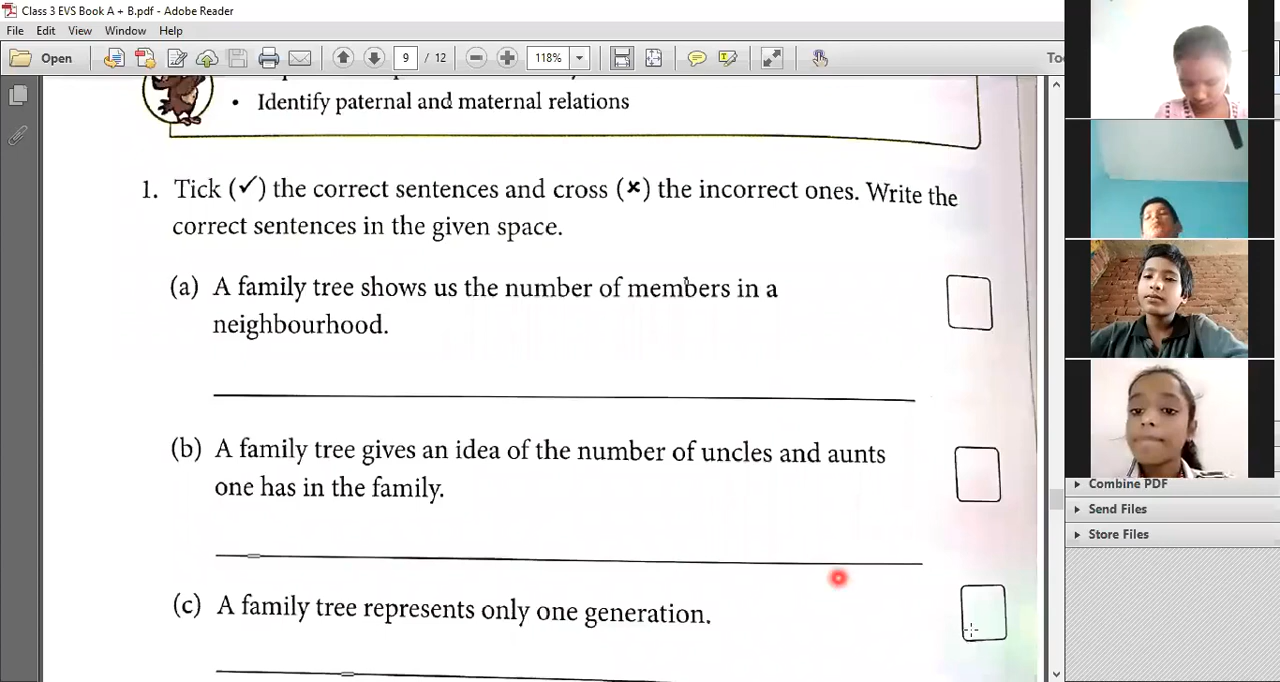 Class 3 EVS Book A + B.pdf - Adobe Reader
File Edit View Window Help
Open 9 / 12 118%
• Identify paternal and maternal relations
1. Tick (✓) the correct sentences and cross (×) the incorrect ones. Write the
correct sentences in the given space.
(a) A family tree shows us the number of members in a
neighbourhood.
(b) A family tree gives an idea of the number of uncles and aunts
one has in the family.
(c) A family tree represents only one generation.
Combine PDF
Send Files
Store Files